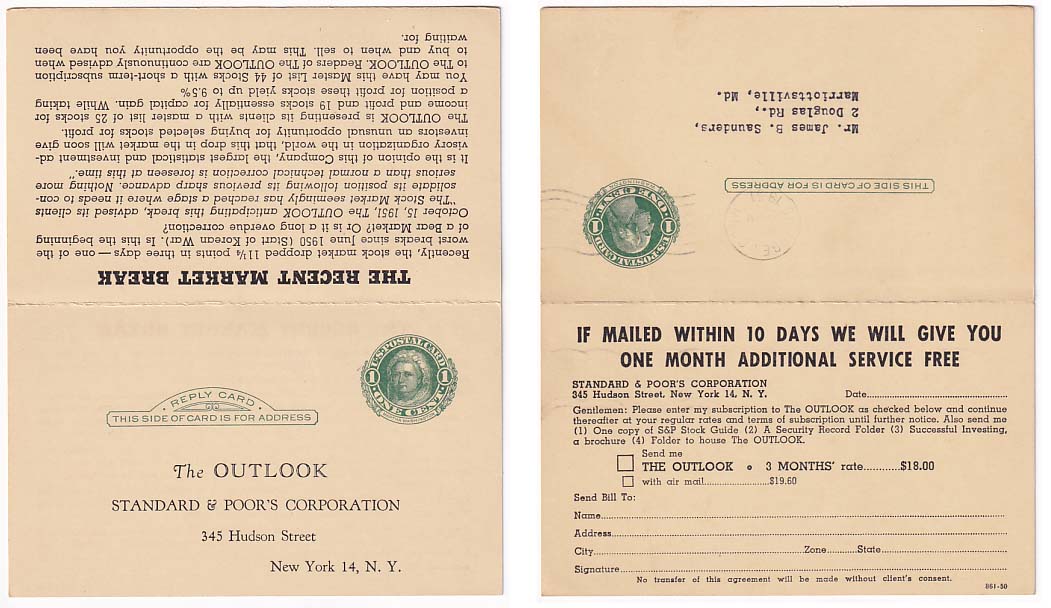 THE RECENT MARKET BREAK
Recently, the stock market dropped 11¼ points in three days — one of the
worst breaks since June 1950 (Start of Korean War). Is this the beginning
of a Bear Market? Or is it a long overdue correction?
October 15, 1951, The OUTLOOK anticipating this break, advised its clients
"The Stock Market seemingly has reached a stage where it needs to con-
solidate its position following its previous sharp advance. Nothing more
serious than a normal technical correction is foreseen at this time."
It is the opinion of this Company, the largest statistical and investment ad-
visory organization in the world, that this drop in the market will soon give
investors an unusual opportunity for buying selected stocks for profit.
The OUTLOOK is presenting its clients with a master list of 25 stocks for
income and profit and 19 stocks essentially for capital gain. While taking
a position for profit these stocks yield up to 9.5%
You may have this Master List of 44 Stocks with a short-term subscription
to The OUTLOOK. Readers of The OUTLOOK are continuously advised when
to buy and when to sell. This may be the opportunity you have been
waiting for.
U.S. POSTAL CARD
1 1
ONE CENT
REPLY CARD
THIS SIDE OF CARD IS FOR ADDRESS
The OUTLOOK
STANDARD & POOR'S CORPORATION
345 Hudson Street
New York 14, N. Y.
U.S. POSTAL CARD
1 1
ONE CENT
THIS SIDE OF CARD IS FOR ADDRESS
Mr. James B. Saunders,
2 Douglas Rd.,
Marriottsville, Md.
IF MAILED WITHIN 10 DAYS WE WILL GIVE YOU
ONE MONTH ADDITIONAL SERVICE FREE
STANDARD & POOR'S CORPORATION
345 Hudson Street, New York 14, N. Y. Date
Gentlemen: Please enter my subscription to The OUTLOOK as checked below and continue
thereafter at your regular rates and terms of subscription until further notice. Also send me
(1) One copy of S&P Stock Guide (2) A Security Record Folder (3) Successful Investing,
a brochure (4) Folder to house The OUTLOOK.
Send me
THE OUTLOOK • 3 MONTHS' rate............$18.00
with air mail............................$19.60
Send Bill To:
Name
Address
City Zone State
Signature
No transfer of this agreement will be made without client's consent.
861-50